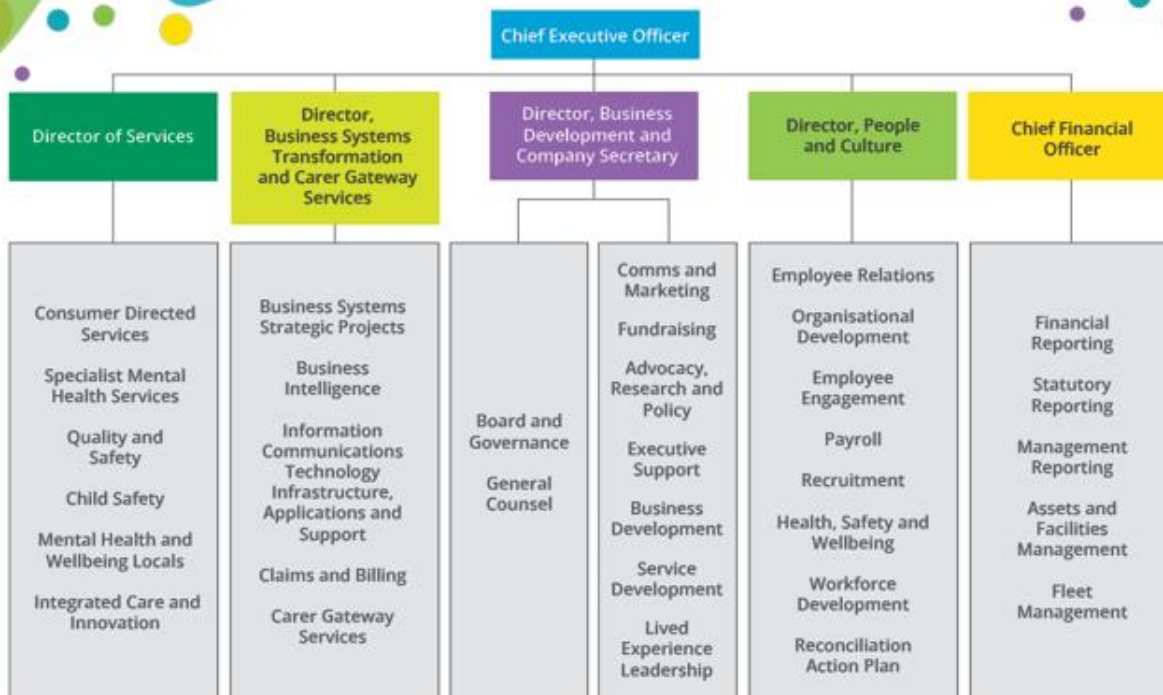 Chief Executive Officer
Director of Services
Director,
Business Systems
Transformation
and Carer Gateway
Services
Director, Business
Development and
Company Secretary
Director, People
and Culture
Chief Financial
Officer
Consumer Directed
Services
Specialist Mental
Health Services
Quality and
Safety
Child Safety
Mental Health and
Wellbeing Locals
Integrated Care and
Innovation
Business Systems
Strategic Projects
Business
Intelligence
Information
Communications
Technology
Infrastructure,
Applications and
Support
Claims and Billing
Carer Gateway
Services
Board and
Governance
General
Counsel
Comms and
Marketing
Fundraising
Advocacy,
Research and
Policy
Executive
Support
Business
Development
Service
Development
Lived
Experience
Leadership
Employee Relations
Organisational
Development
Employee
Engagement
Payroll
Recruitment
Health, Safety and
Wellbeing
Workforce
Development
Reconciliation
Action Plan
Financial
Reporting
Statutory
Reporting
Management
Reporting
Assets and
Facilities
Management
Fleet
Management